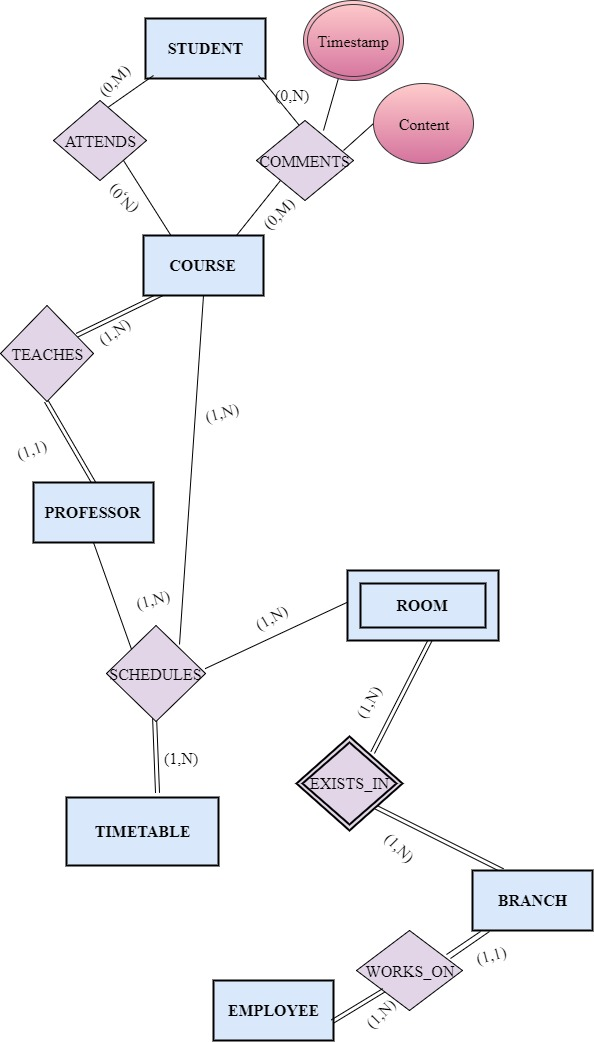 STUDENT
Timestamp
(0,M)
(0,N)
Content
ATTENDS
COMMENTS
(0,N)
(0,M)
COURSE
(1,N)
TEACHES
(1,N)
(1,1)
PROFESSOR
(1,N)
(1,N)
ROOM
SCHEDULES
(1,N)
(1,N)
EXISTS_IN
TIMETABLE
(1,N)
BRANCH
(1,1)
WORKS_ON
EMPLOYEE
(1,N)